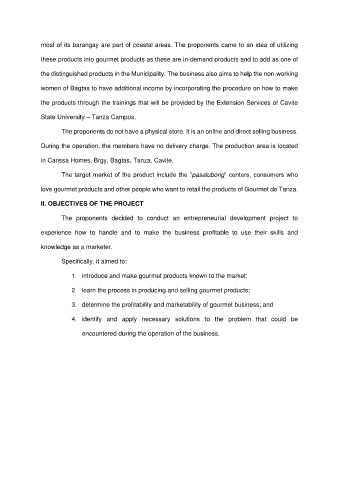 most of its barangay are part of coastal areas. The proponents came to an idea of utilizing
these products into gourmet products as these are in-demand products and to add as one of
the distinguished products in the Municipality. The business also aims to help the non-working
women of Bagtas to have additional income by incorporating the procedure on how to make
the products through the trainings that will be provided by the Extension Services of Cavite
State University – Tanza Campus.
The proponents do not have a physical store. It is an online and direct selling business.
During the operation, the members have no delivery charge. The production area is located
in Carissa Homes, Brgy. Bagtas, Tanza, Cavite.
The target market of the product include the "pasalubong" centers, consumers who
love gourmet products and other people who want to retail the products of Gourmet de Tanza.
II. OBJECTIVES OF THE PROJECT
The proponents decided to conduct an entrepreneurial development project to
experience how to handle and to make the business profitable to use their skills and
knowledge as a marketer.
Specifically, it aimed to:
1. introduce and make gourmet products known to the market;
2. learn the process in producing and selling gourmet products;
3. determine the profitability and marketability of gourmet business; and
4. identify and apply necessary solutions to the problem that could be
encountered during the operation of the business.